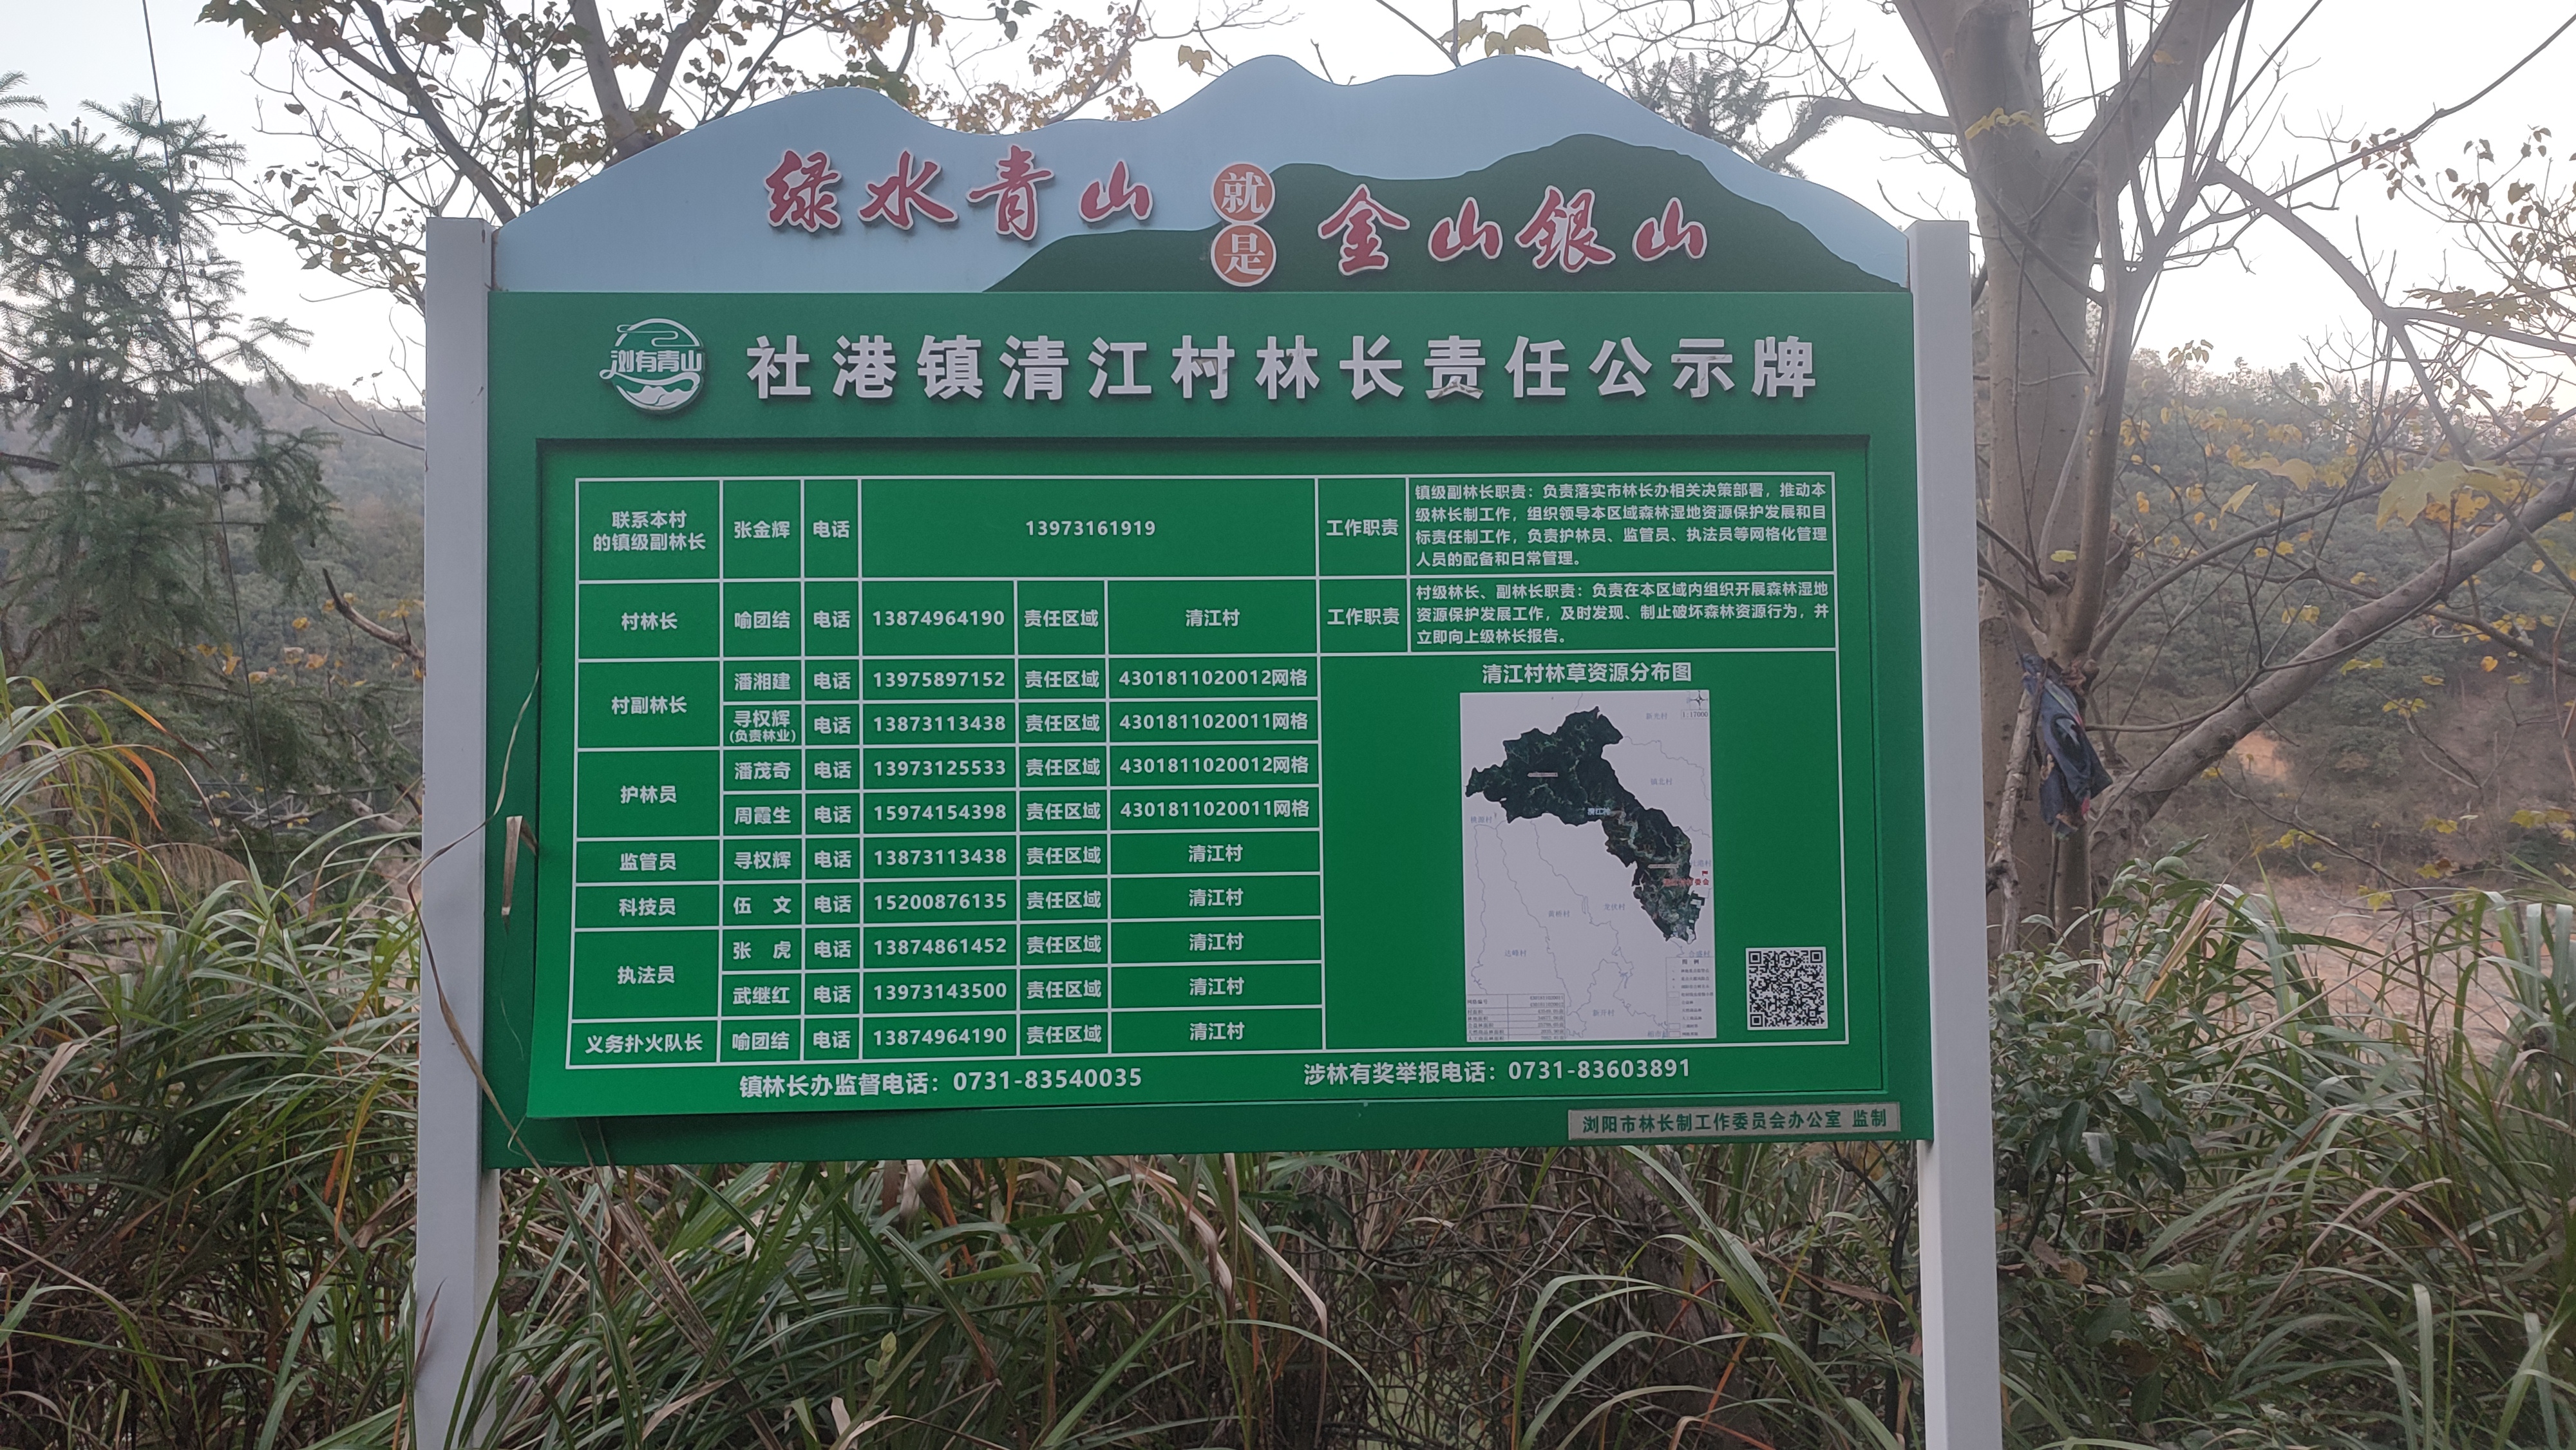 绿水青山就是金山银山
浏有青山
社港镇清江村林长责任公示牌
联系本村的镇级副林长 张金辉 电话 13973161919 工作职责
镇级副林长职责：负责落实市林长办相关决策部署，推动本
级林长制工作，组织领导本区域森林湿地资源保护发展和目
标责任制工作，负责护林员、监管员、执法员等网格化管理
人员的配备和日常管理。
村林长 喻团结 电话 13874964190 责任区域 清江村 工作职责
村级林长、副林长职责：负责在本区域内组织开展森林湿地
资源保护发展工作，及时发现、制止破坏森林资源行为，并
立即向上级林长报告。
村副林长 潘湘建 电话 13975897152 责任区域 4301811020012网格
寻权辉(负责林业) 电话 13873113438 责任区域 4301811020011网格
护林员 潘茂奇 电话 13973125533 责任区域 4301811020012网格
周霞生 电话 15974154398 责任区域 4301811020011网格
监管员 寻权辉 电话 13873113438 责任区域 清江村
科技员 伍 文 电话 15200876135 责任区域 清江村
执法员 张 虎 电话 13874861452 责任区域 清江村
武继红 电话 13973143500 责任区域 清江村
义务扑火队长 喻团结 电话 13874964190 责任区域 清江村
清江村林草资源分布图
1:17000
镇林长办监督电话：0731-83540035
涉林有奖举报电话：0731-83603891
浏阳市林长制工作委员会办公室 监制